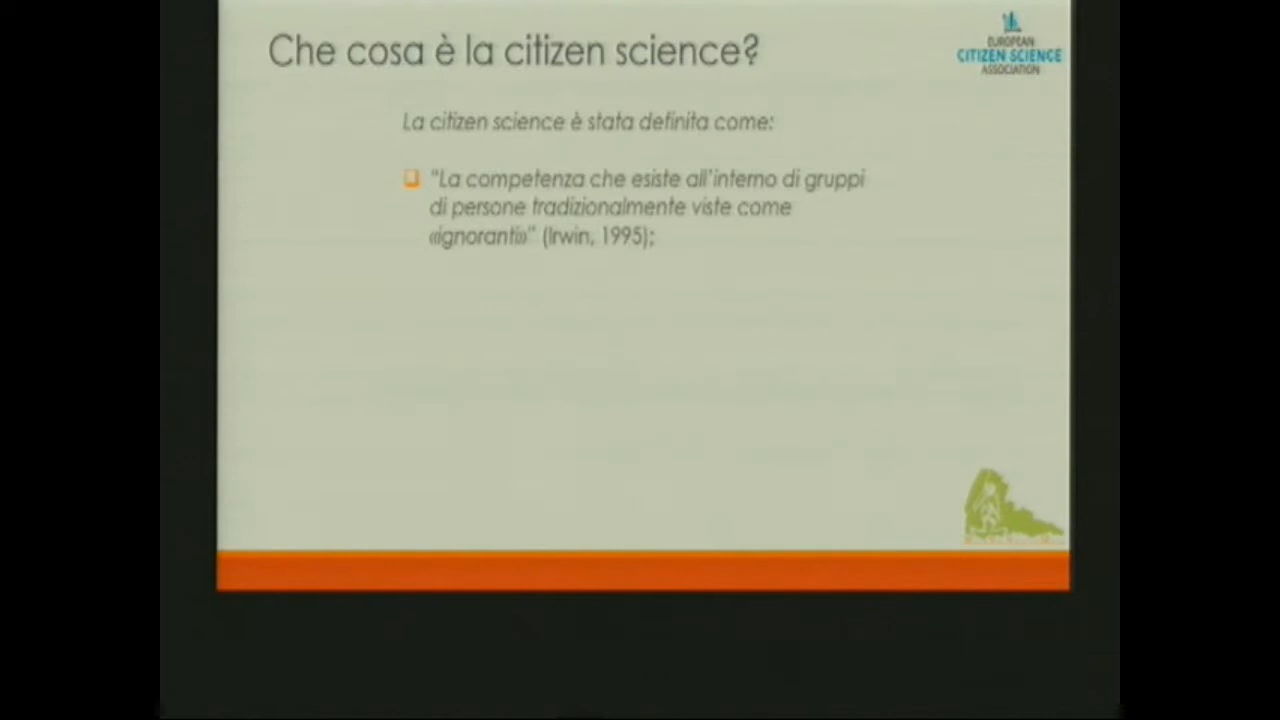 Che cosa è la citizen science?
EUROPEAN
CITIZEN SCIENCE
ASSOCIATION
La citizen science è stata definita come:
"La competenza che esiste all'interno di gruppi
di persone tradizionalmente viste come
«ignoranti»" (Irwin, 1995);